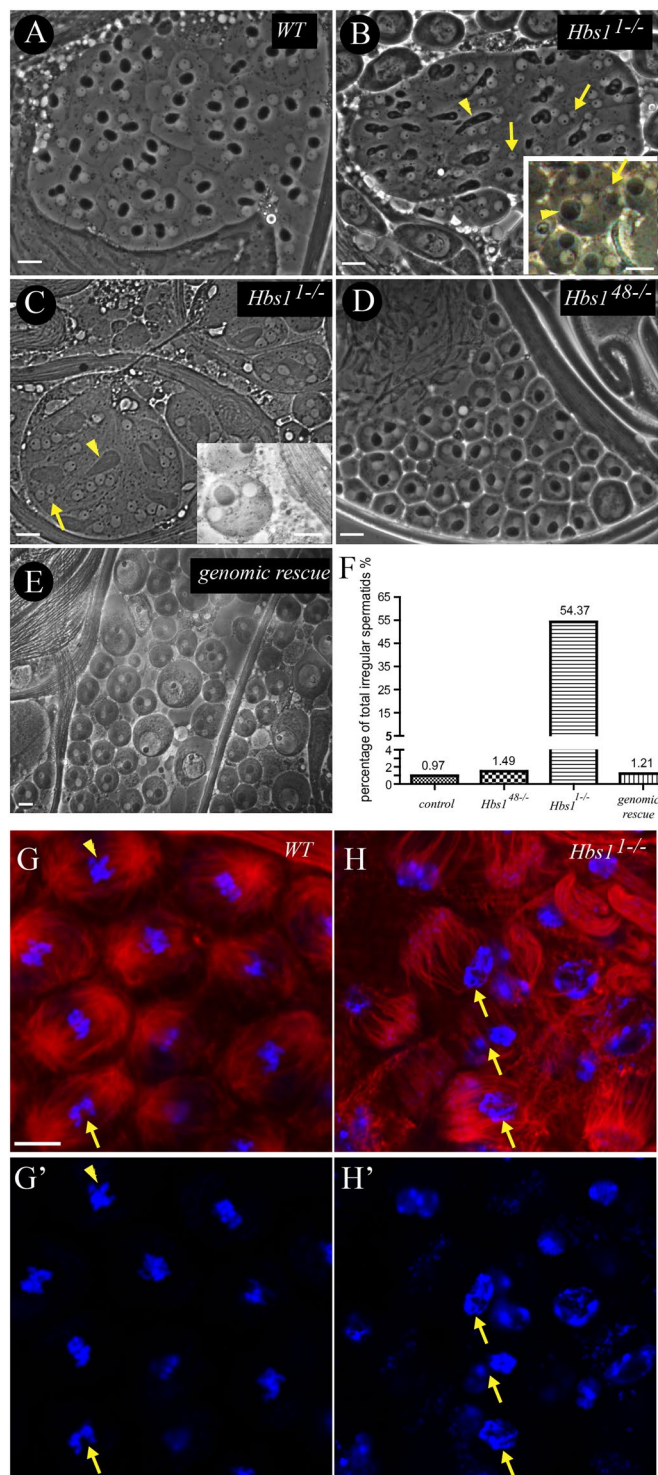 A
WT
B
Hbs1 1-/-
C
Hbs1 1-/-
D
Hbs1 48-/-
E
genomic rescue
F
percentage of total irregular spermatids %
65
55
45
35
25
15
5
4
2
0
0.97
1.49
54.37
1.21
control
Hbs1 48-/-
Hbs1 1-/-
genomic
rescue
G
WT
H
Hbs1 1-/-
G’
H’